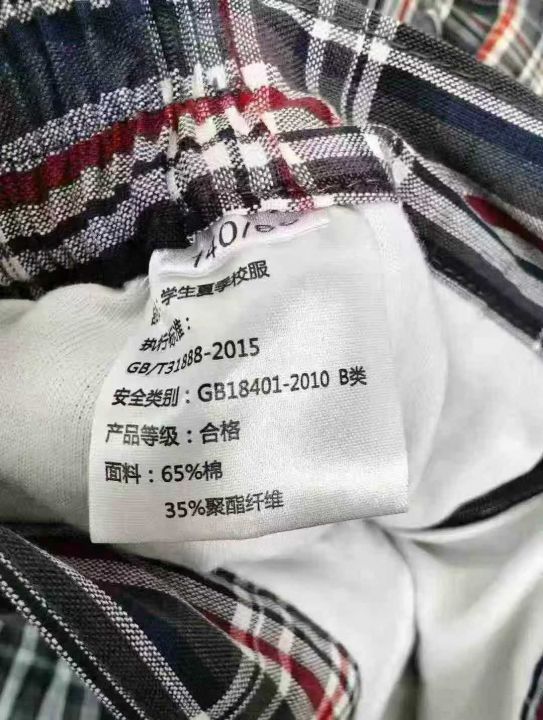 学生夏季校服
执行标准：
GB/T31888-2015
安全类别：GB18401-2010 B类
产品等级：合格
面料：65%棉
35%聚酯纤维